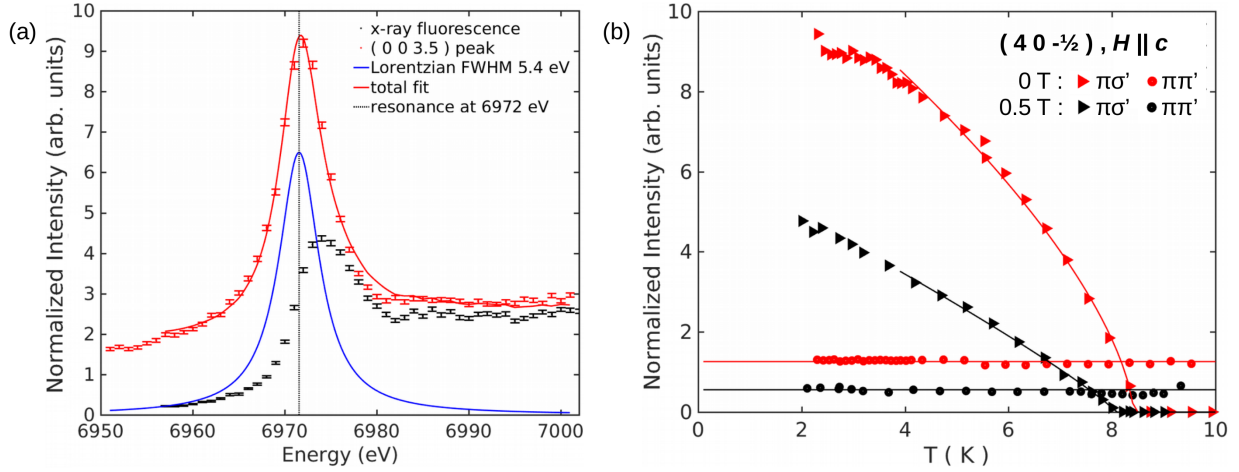 (a)
Normalized Intensity (arb. units)
10
9
8
7
6
5
4
3
2
1
0
x-ray fluorescence
( 0 0 3.5 ) peak
Lorentzian FWHM 5.4 eV
total fit
resonance at 6972 eV
6950 6960 6970 6980 6990 7000
Energy (eV)
(b)
Normalized Intensity (arb. units)
10
8
6
4
2
0
( 4 0 -½ ) , H || c
0 T : πσ’ ππ’
0.5 T : πσ’ ππ’
0 2 4 6 8 10
T ( K )